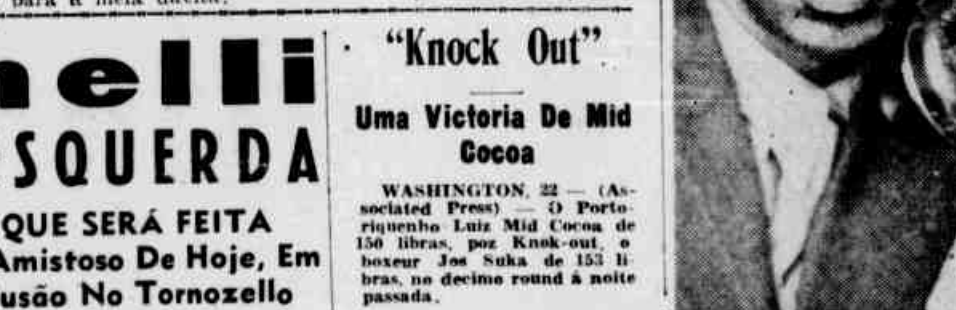 para a meia direita.
nelli
SQUERDA
QUE SERÁ FEITA
Amistoso De Hoje, Em
usão No Tornozello
"Knock Out"
Uma Victoria De Mid
Cocoa
WASHINGTON, 22 — (As-
sociated Press) — O Porto-
riquenho Luiz Mid Cocoa de
150 libras, poz Knok-out, o
boxeur Jos Suka de 153 li-
bras, no decimo round á noite
passada.